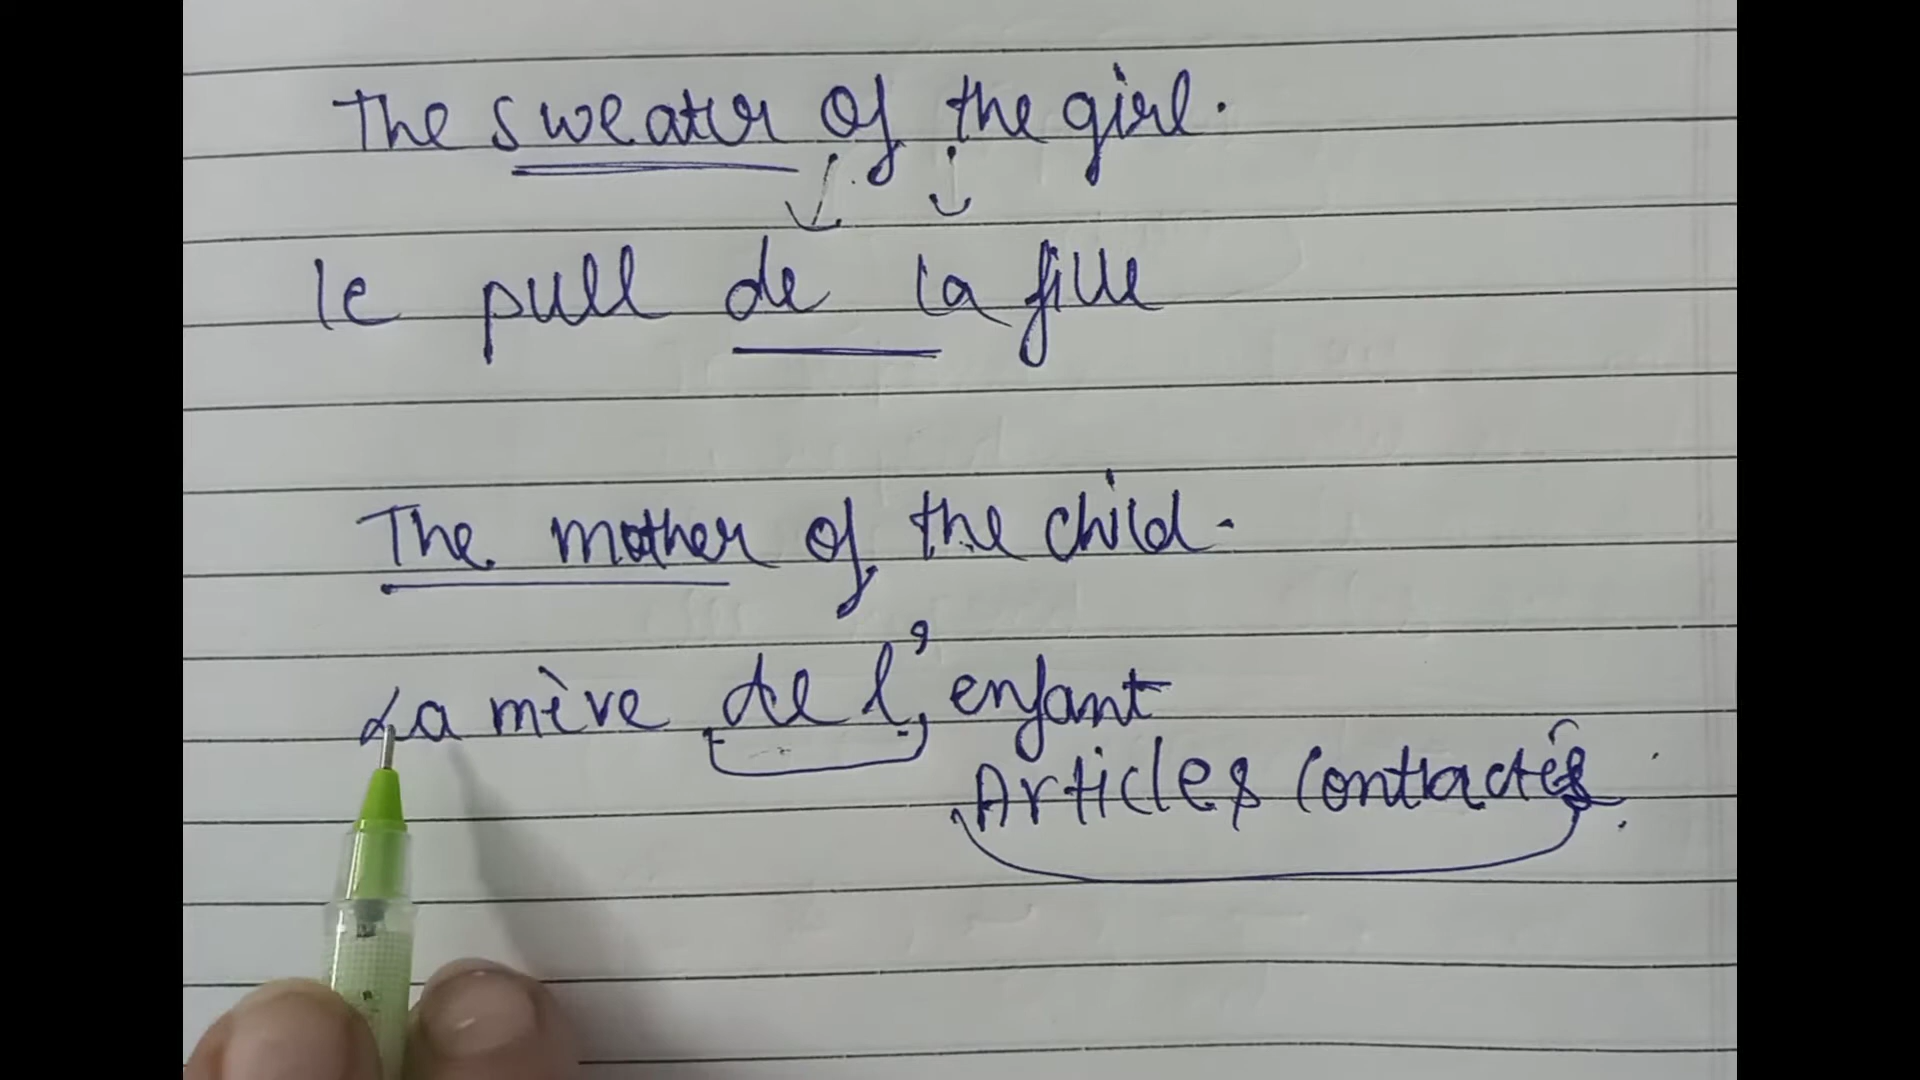 The sweater of the girl.
le pull de la fille
The mother of the child.
La mère de l'enfant
Articles Contractés